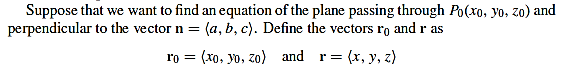 Suppose that we want to find an equation of the plane passing through P₀(x₀, y₀, z₀) and
perpendicular to the vector n = ⟨a, b, c⟩. Define the vectors r₀ and r as
r₀ = ⟨x₀, y₀, z₀⟩ and r = ⟨x, y, z⟩